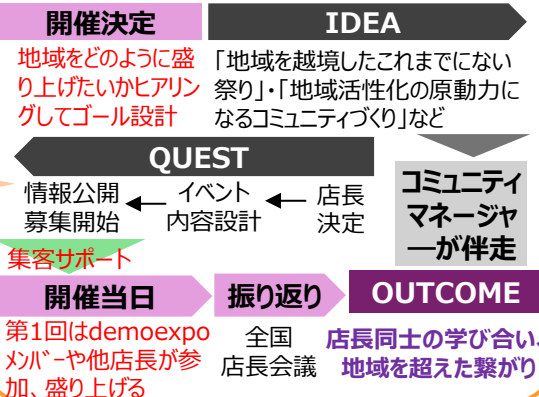 開催決定
IDEA
地域をどのように盛
り上げたいかヒアリン
グしてゴール設計
「地域を越境したこれまでにない
祭り」・「地域活性化の原動力に
なるコミュニティづくり」など
QUEST
コミュニティ
マネージャ
―が伴走
店長
決定
イベント
内容設計
情報公開
募集開始
集客サポート
開催当日
振り返り
OUTCOME
第1回はdemoexpo
ﾒﾝﾊﾞｰや他店長が参
加、盛り上げる
全国
店長会議
店長同士の学び合い、
地域を超えた繋がり